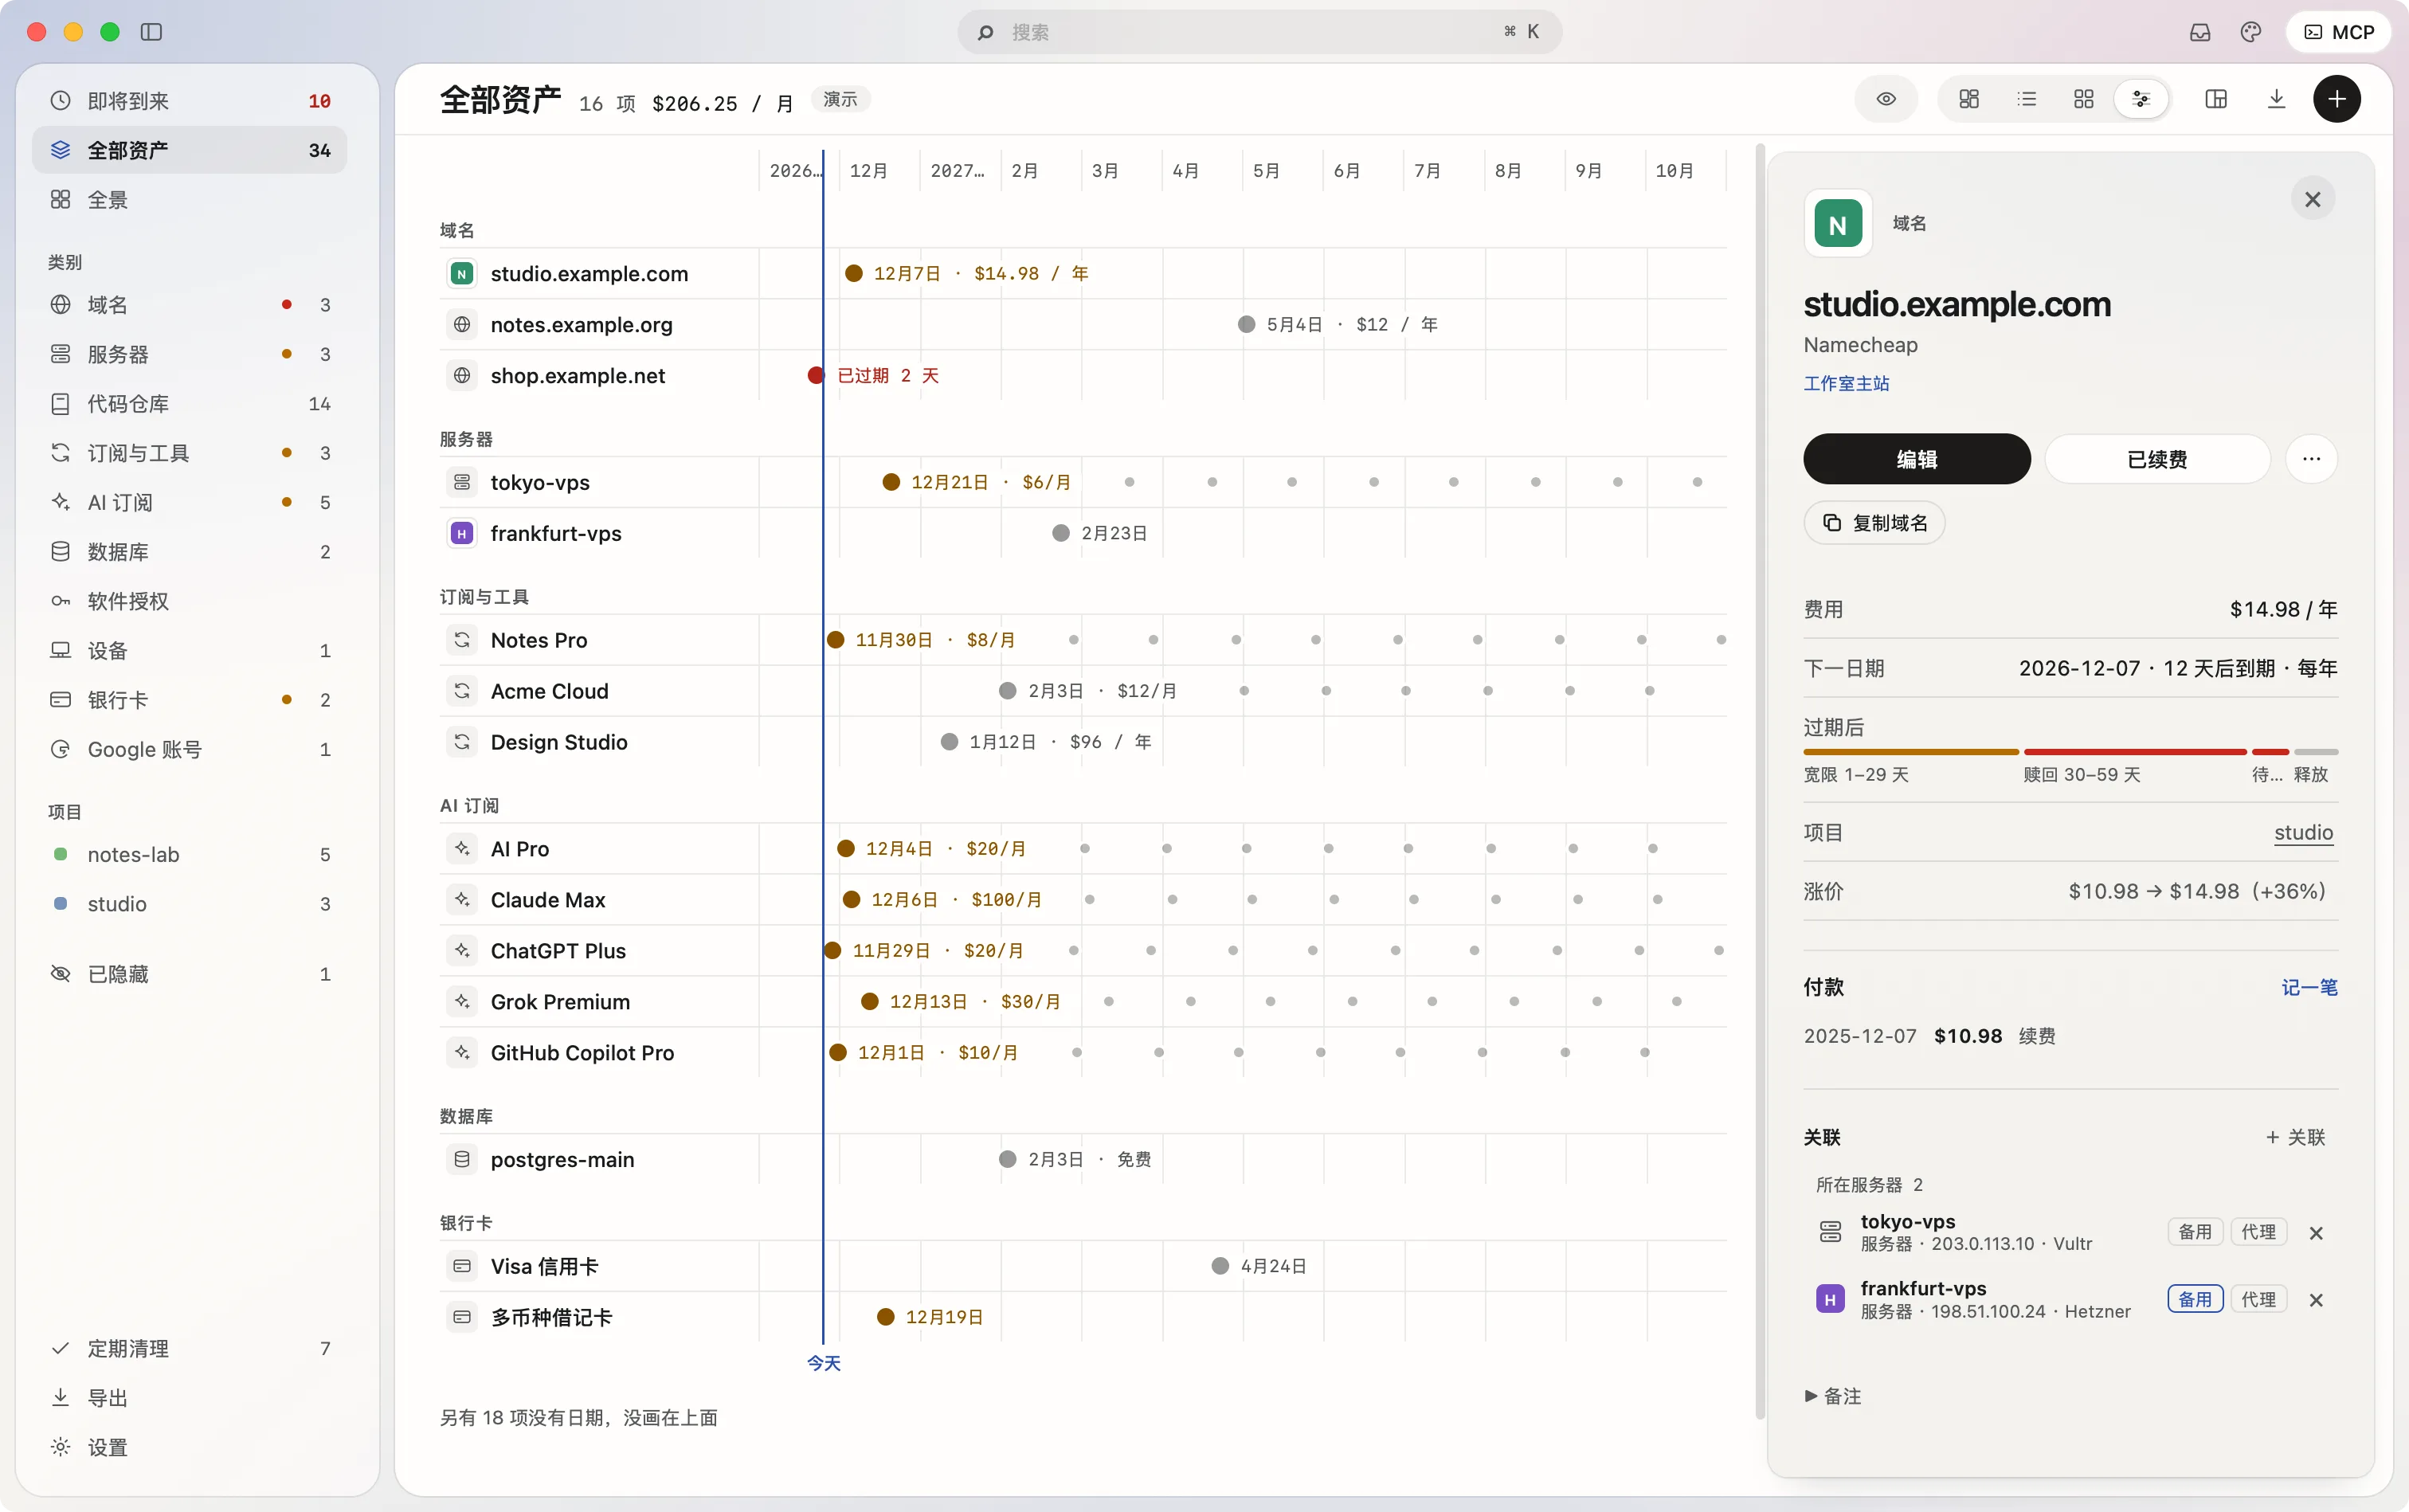 搜索 ⌘ K
MCP
即将到来 10
全部资产 34
全景
类别
域名 3
服务器 3
代码仓库 14
订阅与工具 3
AI 订阅 5
数据库 2
软件授权
设备 1
银行卡 2
Google 账号 1
项目
notes-lab 5
studio 3
已隐藏 1
定期清理 7
导出
设置
全部资产 16 项 $206.25 / 月 演示
2026… 12月 2027… 2月 3月 4月 5月 6月 7月 8月 9月 10月
域名
N studio.example.com 12月7日 · $14.98 / 年
notes.example.org 5月4日 · $12 / 年
shop.example.net 已过期 2 天
服务器
tokyo-vps 12月21日 · $6/月
H frankfurt-vps 2月23日
订阅与工具
Notes Pro 11月30日 · $8/月
Acme Cloud 2月3日 · $12/月
Design Studio 1月12日 · $96 / 年
AI 订阅
AI Pro 12月4日 · $20/月
Claude Max 12月6日 · $100/月
ChatGPT Plus 11月29日 · $20/月
Grok Premium 12月13日 · $30/月
GitHub Copilot Pro 12月1日 · $10/月
数据库
postgres-main 2月3日 · 免费
银行卡
Visa 信用卡 4月24日
多币种借记卡 12月19日
今天
另有 18 项没有日期，没画在上面
N 域名
studio.example.com
Namecheap
工作室主站
编辑 已续费 ···
复制域名
费用 $14.98 / 年
下一日期 2026-12-07 · 12 天后到期 · 每年
过期后
宽限 1–29 天 赎回 30–59 天 待… 释放
项目 studio
涨价 $10.98 → $14.98 (+36%)
付款 记一笔
2025-12-07 $10.98 续费
关联 + 关联
所在服务器 2
tokyo-vps 备用 代理
服务器 · 203.0.113.10 · Vultr
H frankfurt-vps 备用 代理
服务器 · 198.51.100.24 · Hetzner
备注